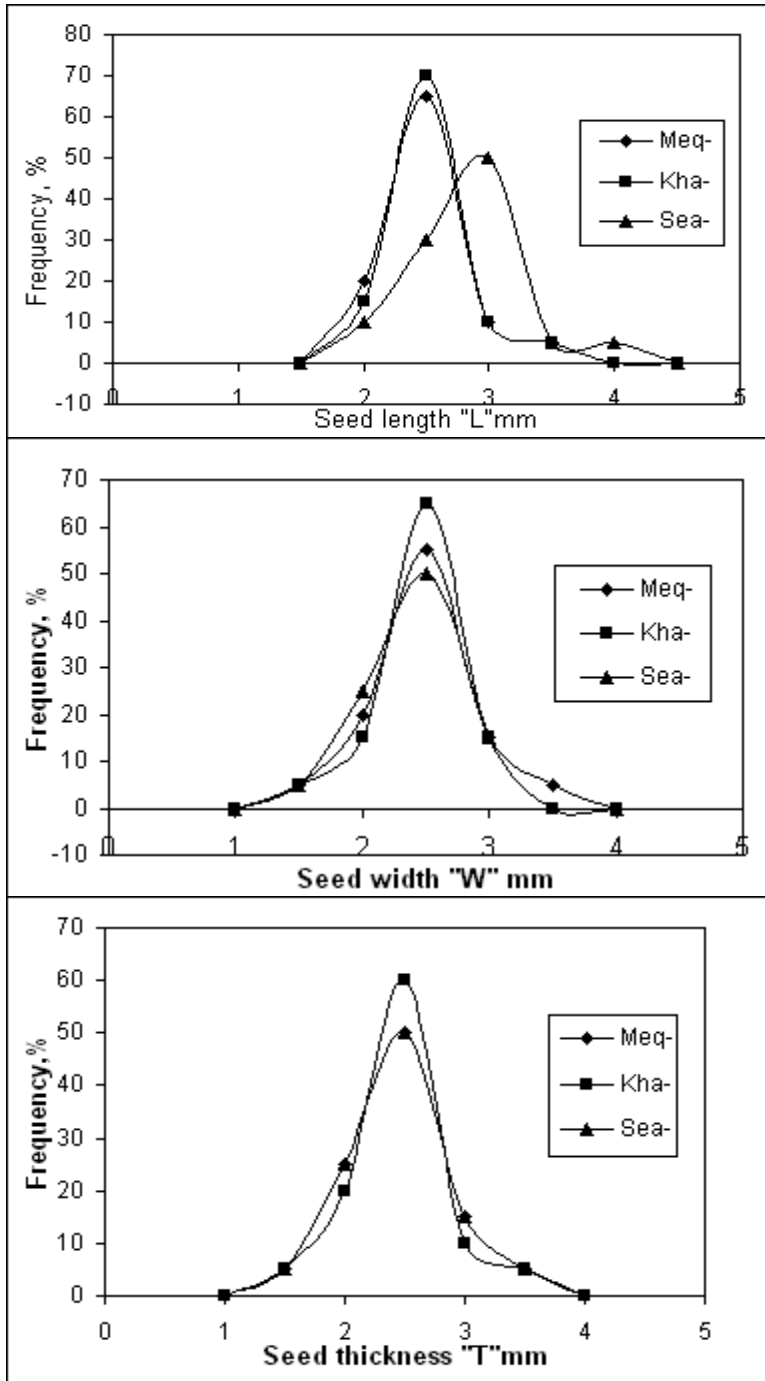 80
70
60
50
40
30
20
10
0
-10
Frequency, %
Meq-
Kha-
Sea-
0 1 2 3 4 5
Seed length "L"mm
70
60
50
40
30
20
10
0
-10
Frequency, %
Meq-
Kha-
Sea-
0 1 2 3 4 5
Seed width "W" mm
70
60
50
40
30
20
10
0
Frequency,%
Meq-
Kha-
Sea-
0 1 2 3 4 5
Seed thickness "T"mm